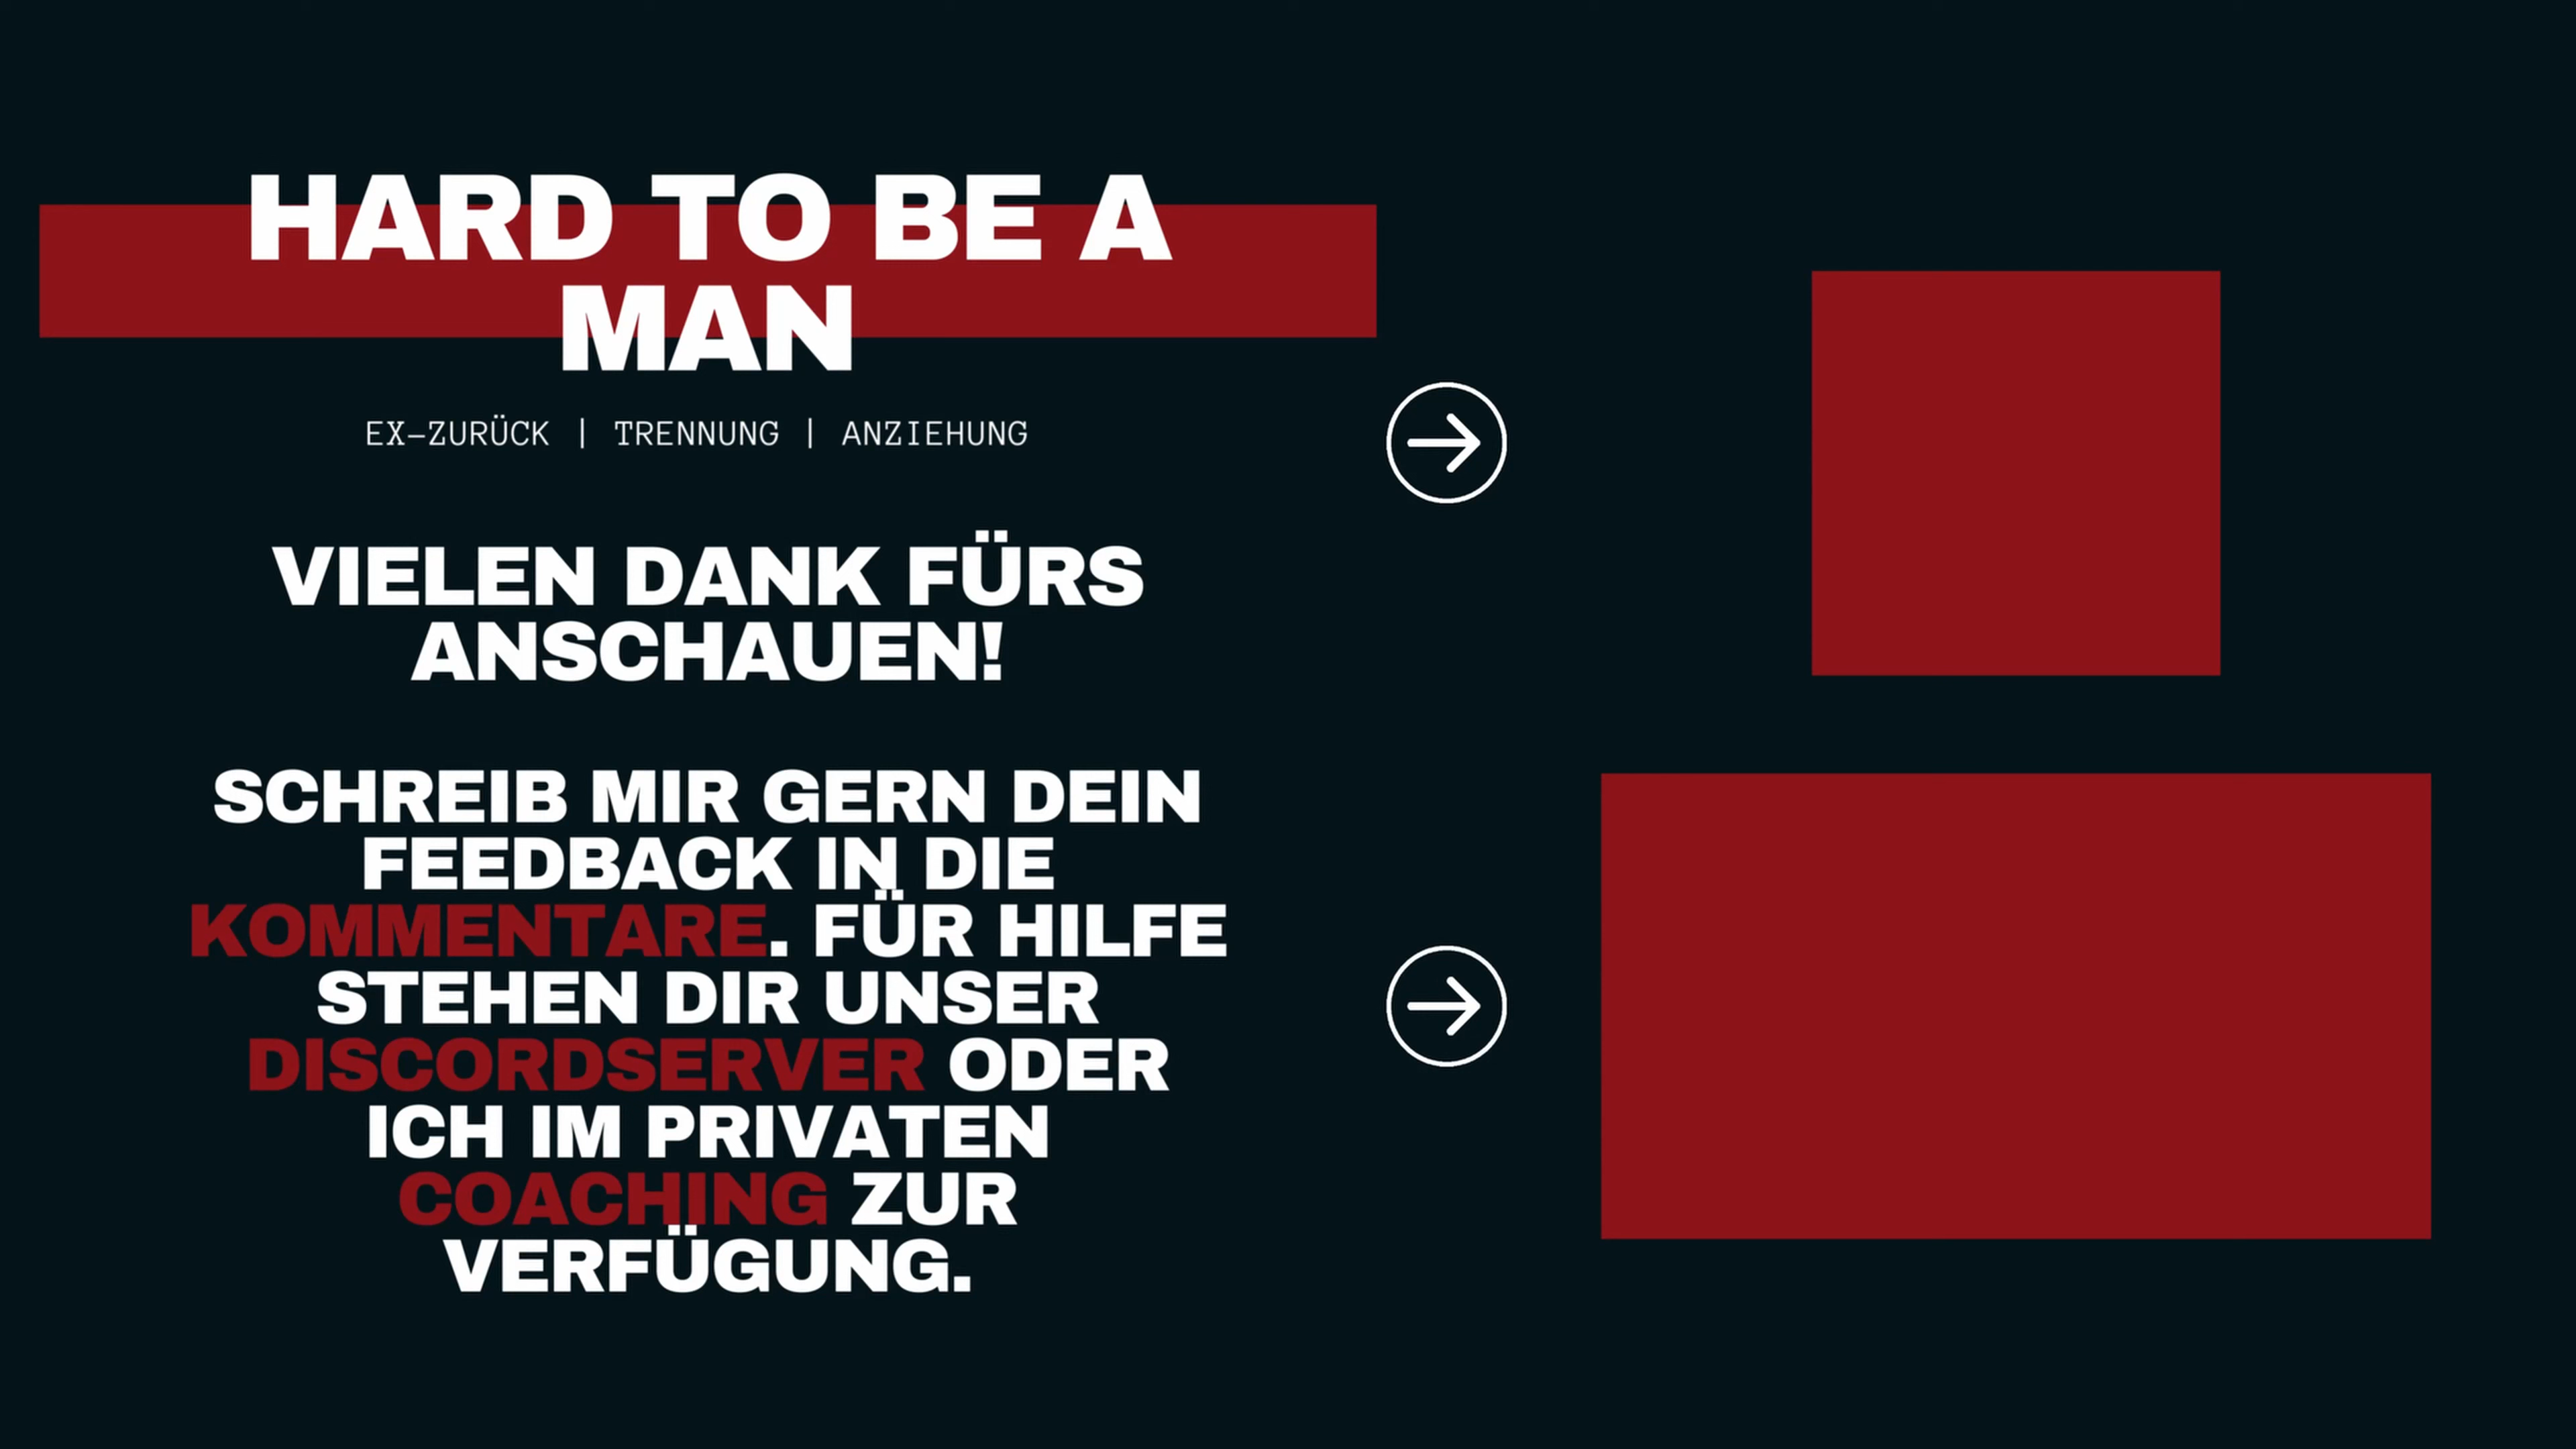 HARD TO BE A
MAN
EX-ZURÜCK | TRENNUNG | ANZIEHUNG
VIELEN DANK FÜRS
ANSCHAUEN!
SCHREIB MIR GERN DEIN
FEEDBACK IN DIE
KOMMENTARE. FÜR HILFE
STEHEN DIR UNSER
DISCORDSERVER ODER
ICH IM PRIVATEN
COACHING ZUR
VERFÜGUNG.